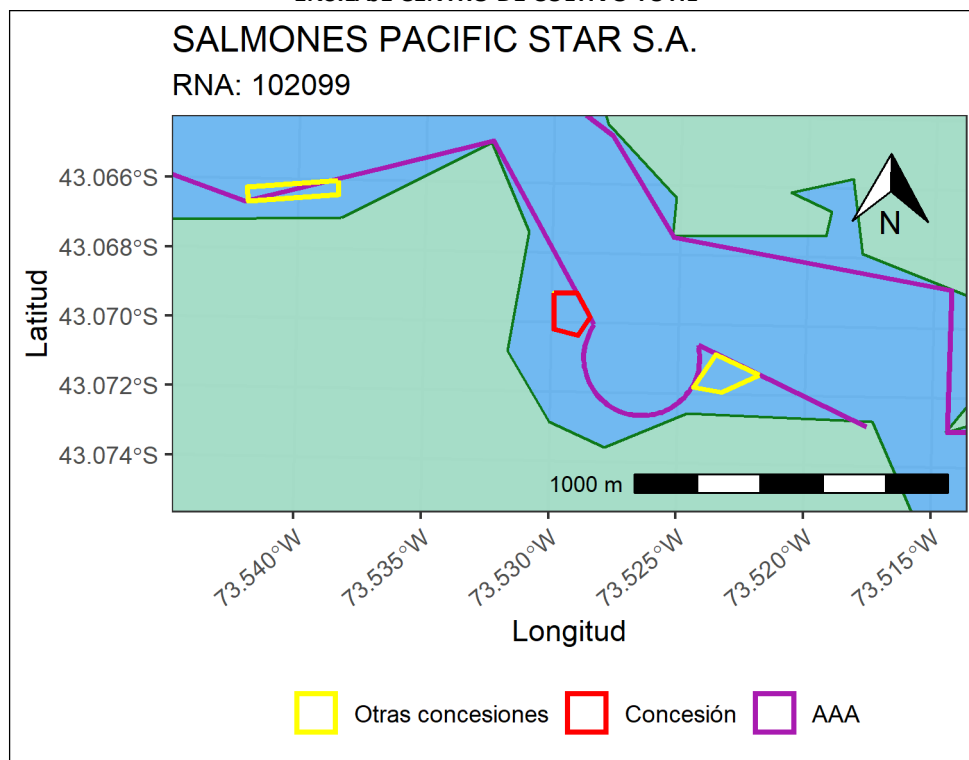 SALMONES PACIFIC STAR S.A.
RNA: 102099
43.066°S
43.068°S
43.070°S
43.072°S
43.074°S
Latitud
N
1000 m
73.540°W
73.535°W
73.530°W
73.525°W
73.520°W
73.515°W
Longitud
Otras concesiones
Concesión
AAA